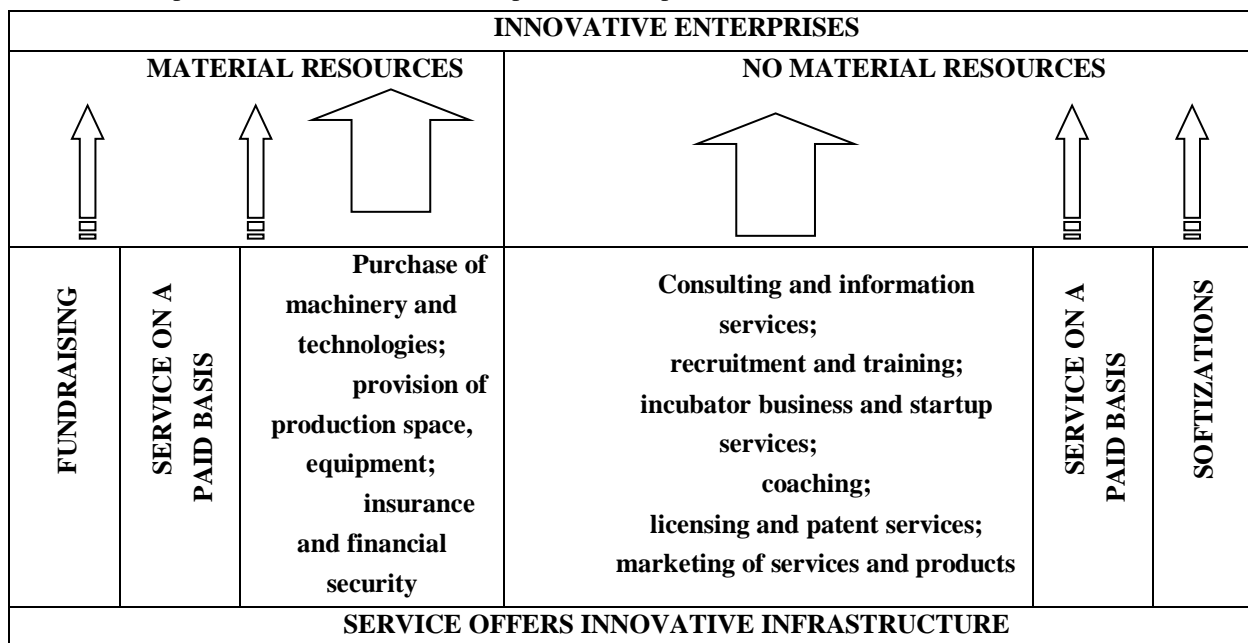 INNOVATIVE ENTERPRISES
MATERIAL RESOURCES
NO MATERIAL RESOURCES
FUNDRAISING
SERVICE ON A
PAID BASIS
Purchase of
machinery and
technologies;
provision of
production space,
equipment;
insurance
and financial
security
Consulting and information
services;
recruitment and training;
incubator business and startup
services;
coaching;
licensing and patent services;
marketing of services and products
SERVICE ON A
PAID BASIS
SOFTIZATIONS
SERVICE OFFERS INNOVATIVE INFRASTRUCTURE